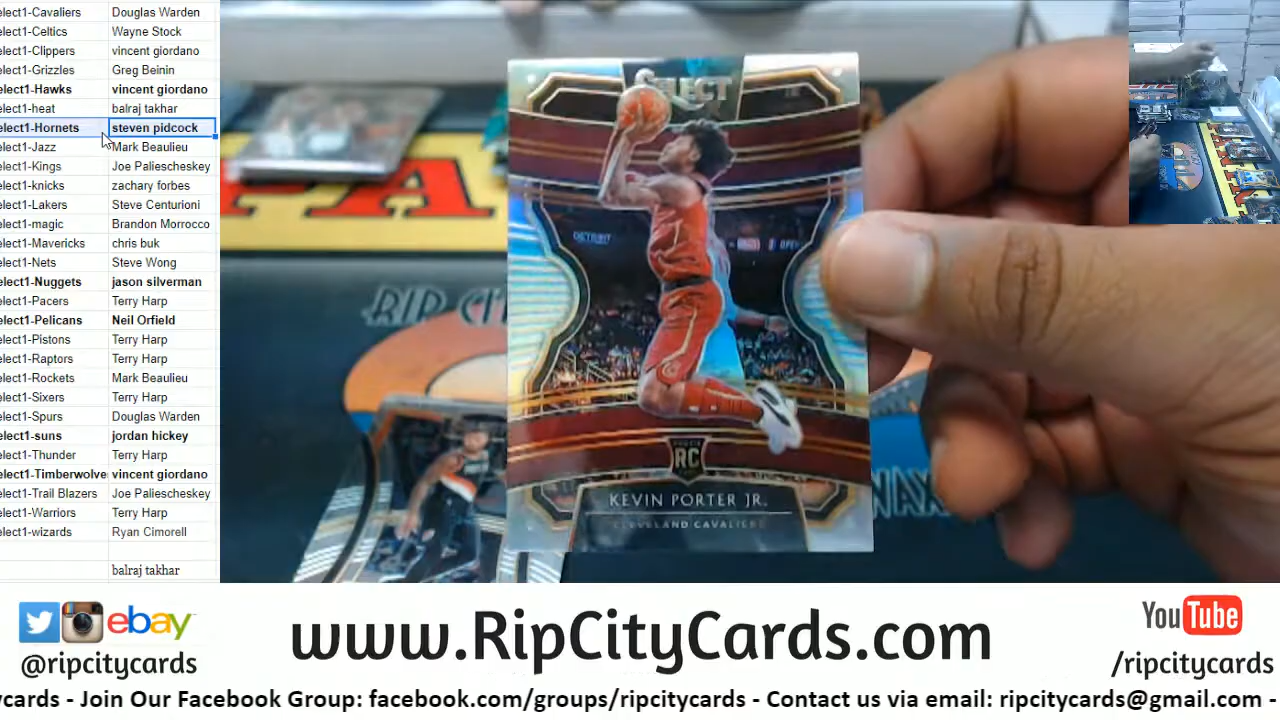 elect1-Cavaliers Douglas Warden
elect1-Celtics Wayne Stock
elect1-Clippers vincent giordano
elect1-Grizzles Greg Beinin
elect1-Hawks vincent giordano
elect1-heat balraj takhar
elect1-Hornets steven pidcock
elect1-Jazz Mark Beaulieu
elect1-Kings Joe Paliescheskey
elect1-knicks zachary forbes
elect1-Lakers Steve Centurioni
elect1-magic Brandon Morrocco
elect1-Mavericks chris buk
elect1-Nets Steve Wong
elect1-Nuggets jason silverman
elect1-Pacers Terry Harp
elect1-Pelicans Neil Orfield
elect1-Pistons Terry Harp
elect1-Raptors Terry Harp
elect1-Rockets Mark Beaulieu
elect1-Sixers Terry Harp
elect1-Spurs Douglas Warden
elect1-suns jordan hickey
elect1-Thunder Terry Harp
elect1-Timberwolve vincent giordano
elect1-Trail Blazers Joe Paliescheskey
elect1-Warriors Terry Harp
elect1-wizards Ryan Cimorell
balraj takhar
SELECT
DETROIT
RC
KEVIN PORTER JR.
CLEVELAND CAVALIERS
RIP CI
WAX
ebay
@ripcitycards
www.RipCityCards.com
YouTube
/ripcitycards
ycards - Join Our Facebook Group: facebook.com/groups/ripcitycards - Contact us via email: ripcitycards@gmail.com -